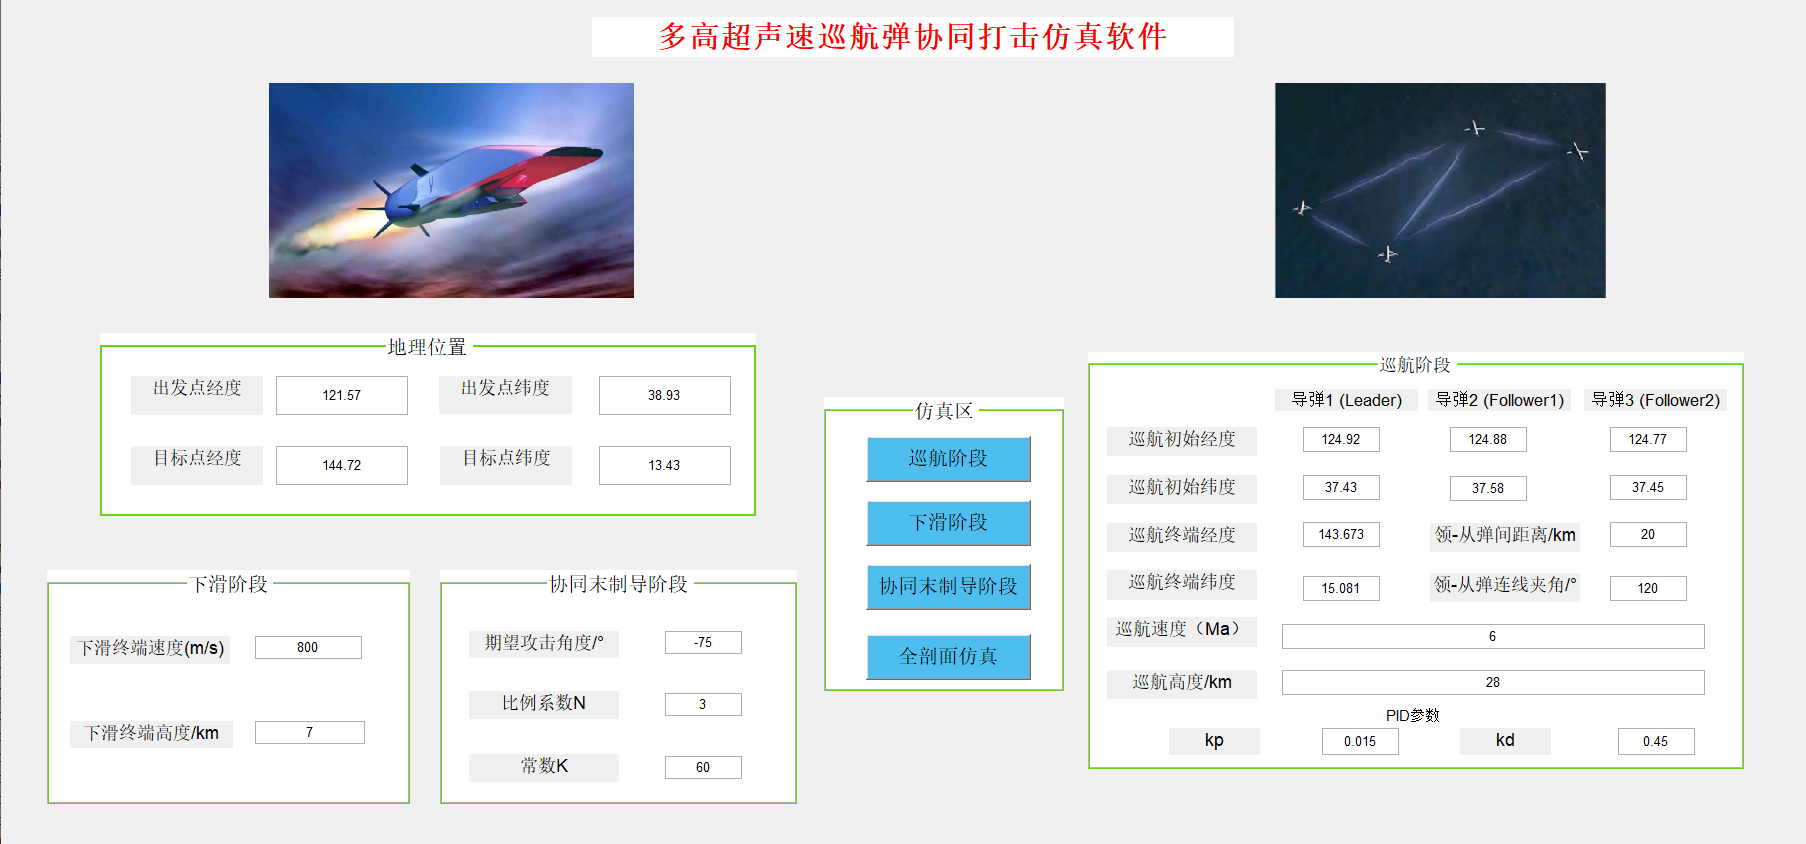 多高超声速巡航弹协同打击仿真软件
地理位置
出发点经度 121.57 出发点纬度 38.93
目标点经度 144.72 目标点纬度 13.43
下滑阶段
下滑终端速度(m/s) 800
下滑终端高度/km 7
协同末制导阶段
期望攻击角度/° -75
比例系数N 3
常数K 60
仿真区
巡航阶段
下滑阶段
协同末制导阶段
全剖面仿真
巡航阶段
导弹1 (Leader) 导弹2 (Follower1) 导弹3 (Follower2)
巡航初始经度 124.92 124.88 124.77
巡航初始纬度 37.43 37.58 37.45
巡航终端经度 143.673 领-从弹间距离/km 20
巡航终端纬度 15.081 领-从弹连线夹角/° 120
巡航速度（Ma） 6
巡航高度/km 28
PID参数
kp 0.015 kd 0.45